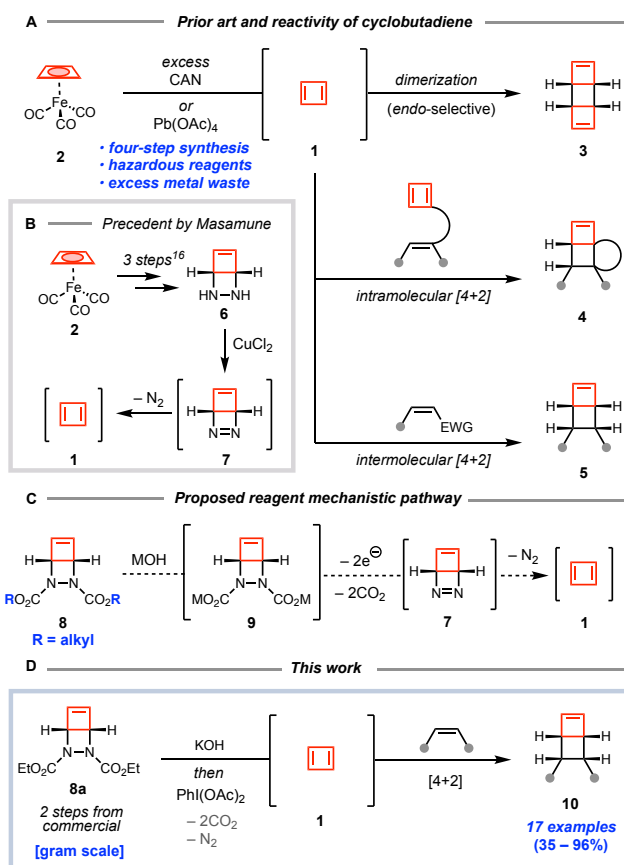 A Prior art and reactivity of cyclobutadiene
excess
CAN
or
Pb(OAc)4
Fe
CO
CO
CO
2
• four-step synthesis
• hazardous reagents
• excess metal waste
1
dimerization
(endo-selective)
H H
H H
3
B Precedent by Masamune
Fe
CO
CO
CO
2
3 steps16
H H
HN NH
6
CuCl2
H H
N N
7
– N2
1
intramolecular [4+2]
H
H
4
EWG
intermolecular [4+2]
H H
H H
5
C Proposed reagent mechanistic pathway
H H
N N
RO2C CO2R
8
R = alkyl
MOH
H H
N N
MO2C CO2M
9
– 2e⊖
– 2CO2
H H
N N
7
– N2
1
D This work
H H
N N
EtO2C CO2Et
8a
2 steps from
commercial
[gram scale]
KOH
then
PhI(OAc)2
– 2CO2
– N2
1
[4+2]
H H
H H
10
17 examples
(35 – 96%)